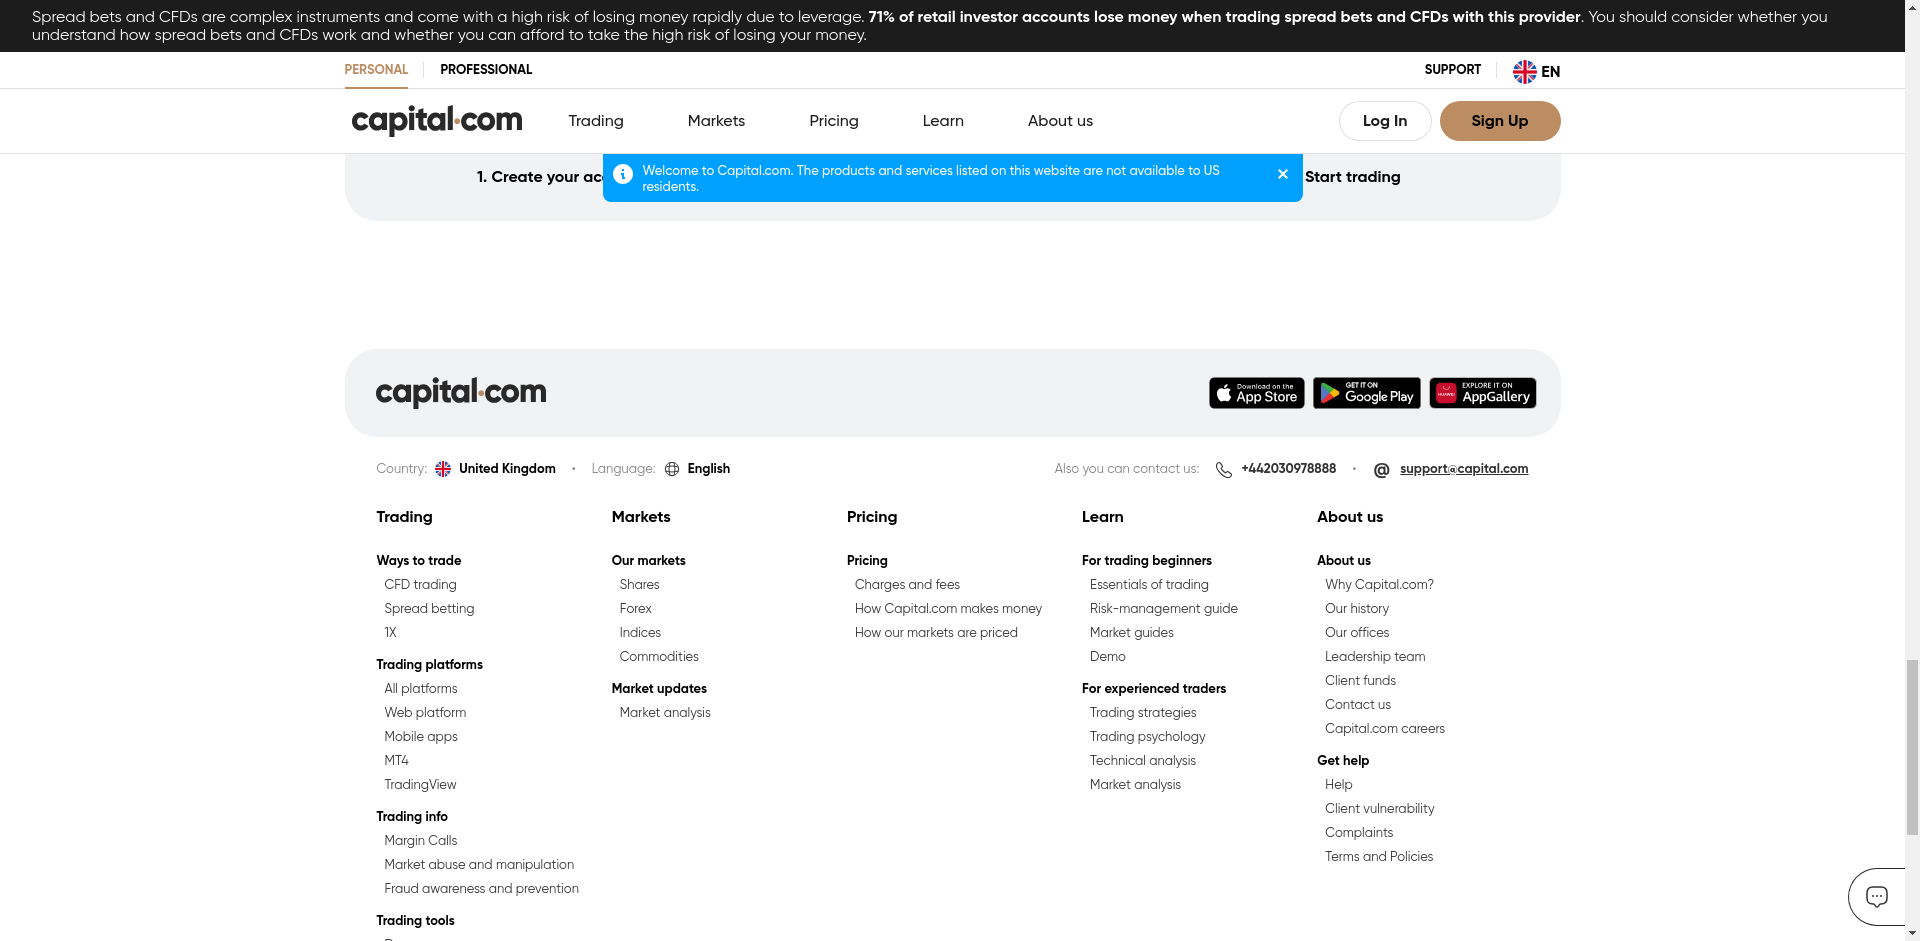 Spread bets and CFDs are complex instruments and come with a high risk of losing money rapidly due to leverage. 71% of retail investor accounts lose money when trading spread bets and CFDs with this provider. You should consider whether you
understand how spread bets and CFDs work and whether you can afford to take the high risk of losing your money.
PERSONAL PROFESSIONAL SUPPORT EN
capital.com Trading Markets Pricing Learn About us Log In Sign Up
Welcome to Capital.com. The products and services listed on this website are not available to US
residents.
1. Create your Start trading
capital.com
Download on the
App Store
GET IT ON
Google Play
HUAWEI
EXPLORE IT ON
AppGallery
Country: United Kingdom • Language: English
Also you can contact us: +442030978888 • support@capital.com
Trading
Ways to trade
CFD trading
Spread betting
1X
Trading platforms
All platforms
Web platform
Mobile apps
MT4
TradingView
Trading info
Margin Calls
Market abuse and manipulation
Fraud awareness and prevention
Trading tools
Markets
Our markets
Shares
Forex
Indices
Commodities
Market updates
Market analysis
Pricing
Pricing
Charges and fees
How Capital.com makes money
How our markets are priced
Learn
For trading beginners
Essentials of trading
Risk-management guide
Market guides
Demo
For experienced traders
Trading strategies
Trading psychology
Technical analysis
Market analysis
About us
About us
Why Capital.com?
Our history
Our offices
Leadership team
Client funds
Contact us
Capital.com careers
Get help
Help
Client vulnerability
Complaints
Terms and Policies